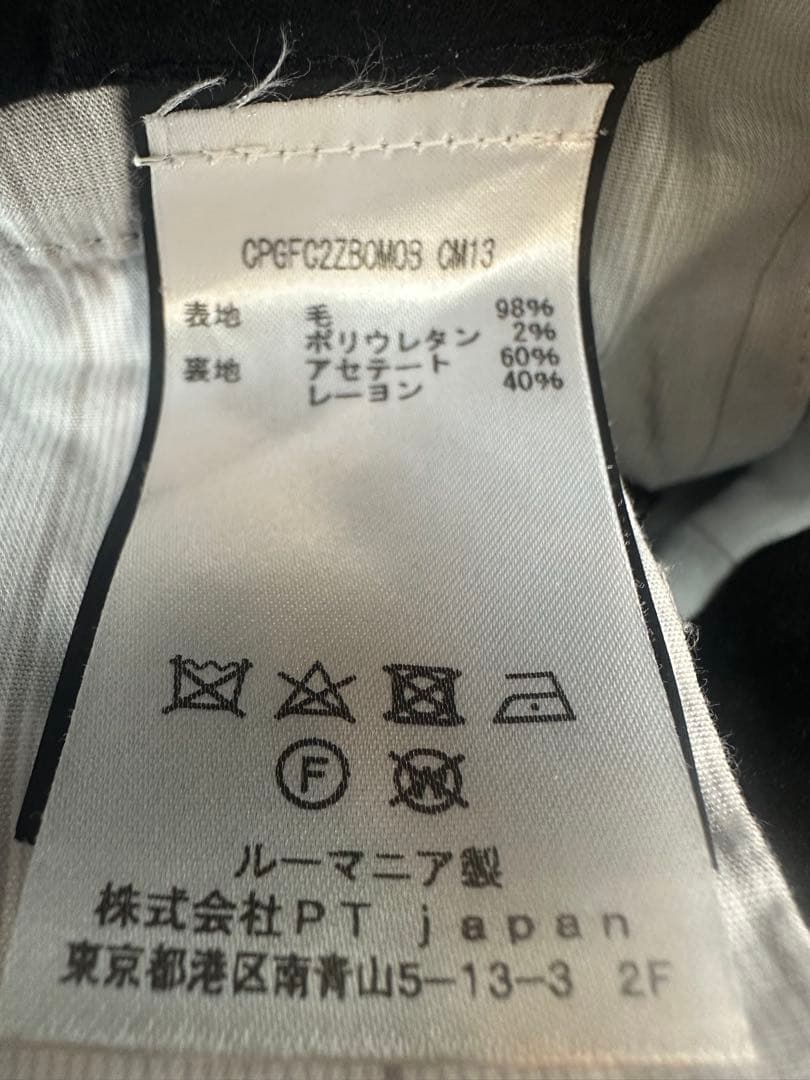 CPGFC2ZB0M0B CM13
表地 毛 98%
ポリウレタン 2%
裏地 アセテート 60%
レーヨン 40%
F W
ルーマニア製
株式会社PT japan
東京都港区南青山5-13-3 2F